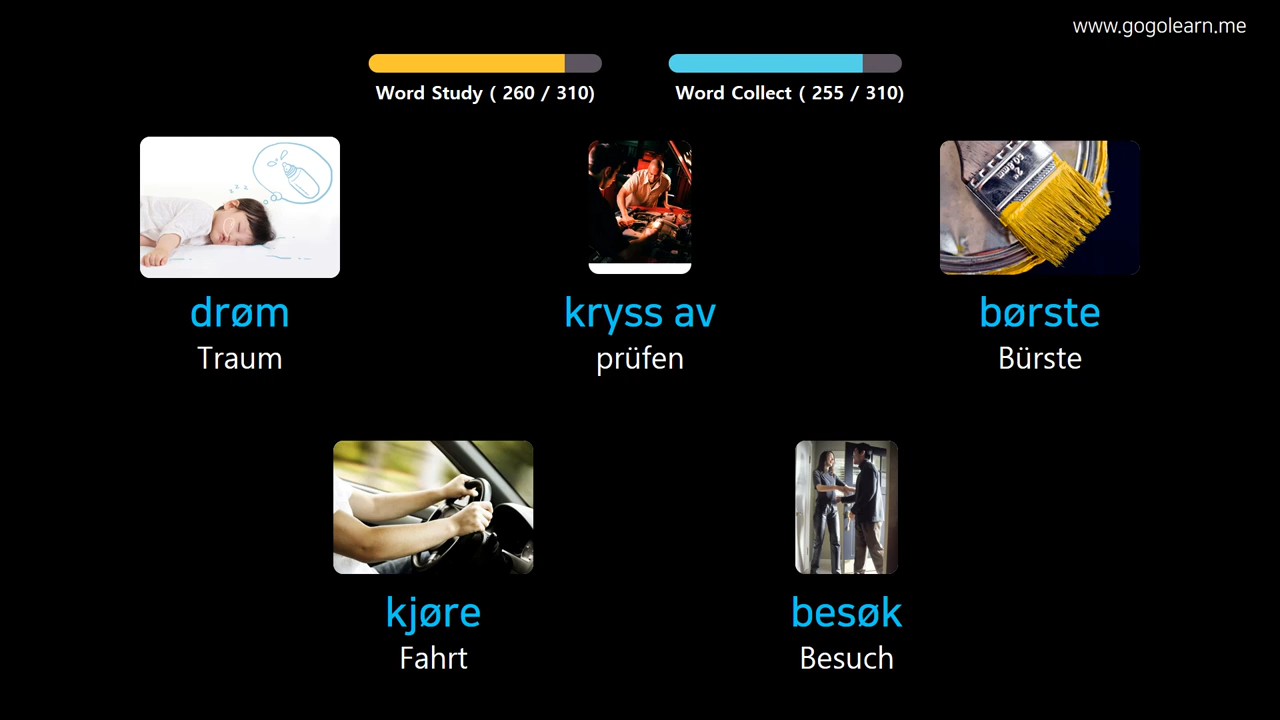 www.gogolearn.me
Word Study ( 260 / 310)
Word Collect ( 255 / 310)
drøm
Traum
kryss av
prüfen
børste
Bürste
kjøre
Fahrt
besøk
Besuch